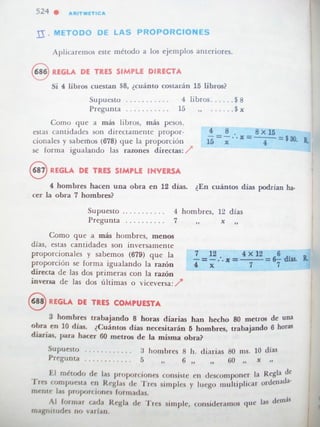 524 • ARITMETICA
II. METODO DE LAS PROPORCIONES
Aplicaremos este método a los ejemplos anteriores.
686 REGLA DE TRES SIMPLE DIRECTA
Si 4 libros cuestan $8, ¿cuánto costarán 15 libros?
Supuesto . . . . . . . . . . . 4 libros. . . . . .$ 8
Pregunta . . . . . . . . . . . 15 ,, . . . . . .$ x
Como que a más libros, más pesos,
estas cantidades son directamente propor-
cionales y sabemos (678) que la proporción
se forma igualando las razones directas:
4/15 = 8/x ∴ x = 8 X 15/4 = $30. R.
687 REGLA DE TRES SIMPLE INVERSA
4 hombres hacen una obra en 12 días. ¿En cuántos días podrían ha-
cer la obra 7 hombres?
Supuesto . . . . . . . . . . . 4 hombres, 12 días
Pregunta . . . . . . . . . . . 7 ,, x ,,
Como que a más hombres, menos
días, estas cantidades son inversamente
proporcionales y sabemos (679) que la
proporción se forma igualando la razón
directa de las dos primeras con la razón
inversa de las dos últimas o viceversa:
7/4 = 12/x ∴ x = 4 X 12/7 = 6 6/7 días. R.
688 REGLA DE TRES COMPUESTA
3 hombres trabajando 8 horas diarias han hecho 80 metros de una
obra en 10 días. ¿Cuántos días necesitarán 5 hombres, trabajando 6 horas
diarias, para hacer 60 metros de la misma obra?
Supuesto . . . . . . . . . . . . 3 hombres 8 h. diarias 80 ms. 10 días
Pregunta . . . . . . . . . . . . 5 ,, 6 ,, ,, 60 ,, x ,,
El método de las proporciones consiste en descomponer la Regla de
Tres compuesta en Reglas de Tres simples y luego multiplicar ordenada-
mente las proporciones formadas.
Al formar cada Regla de Tres simple, consideramos que las demás
magnitudes no varían.